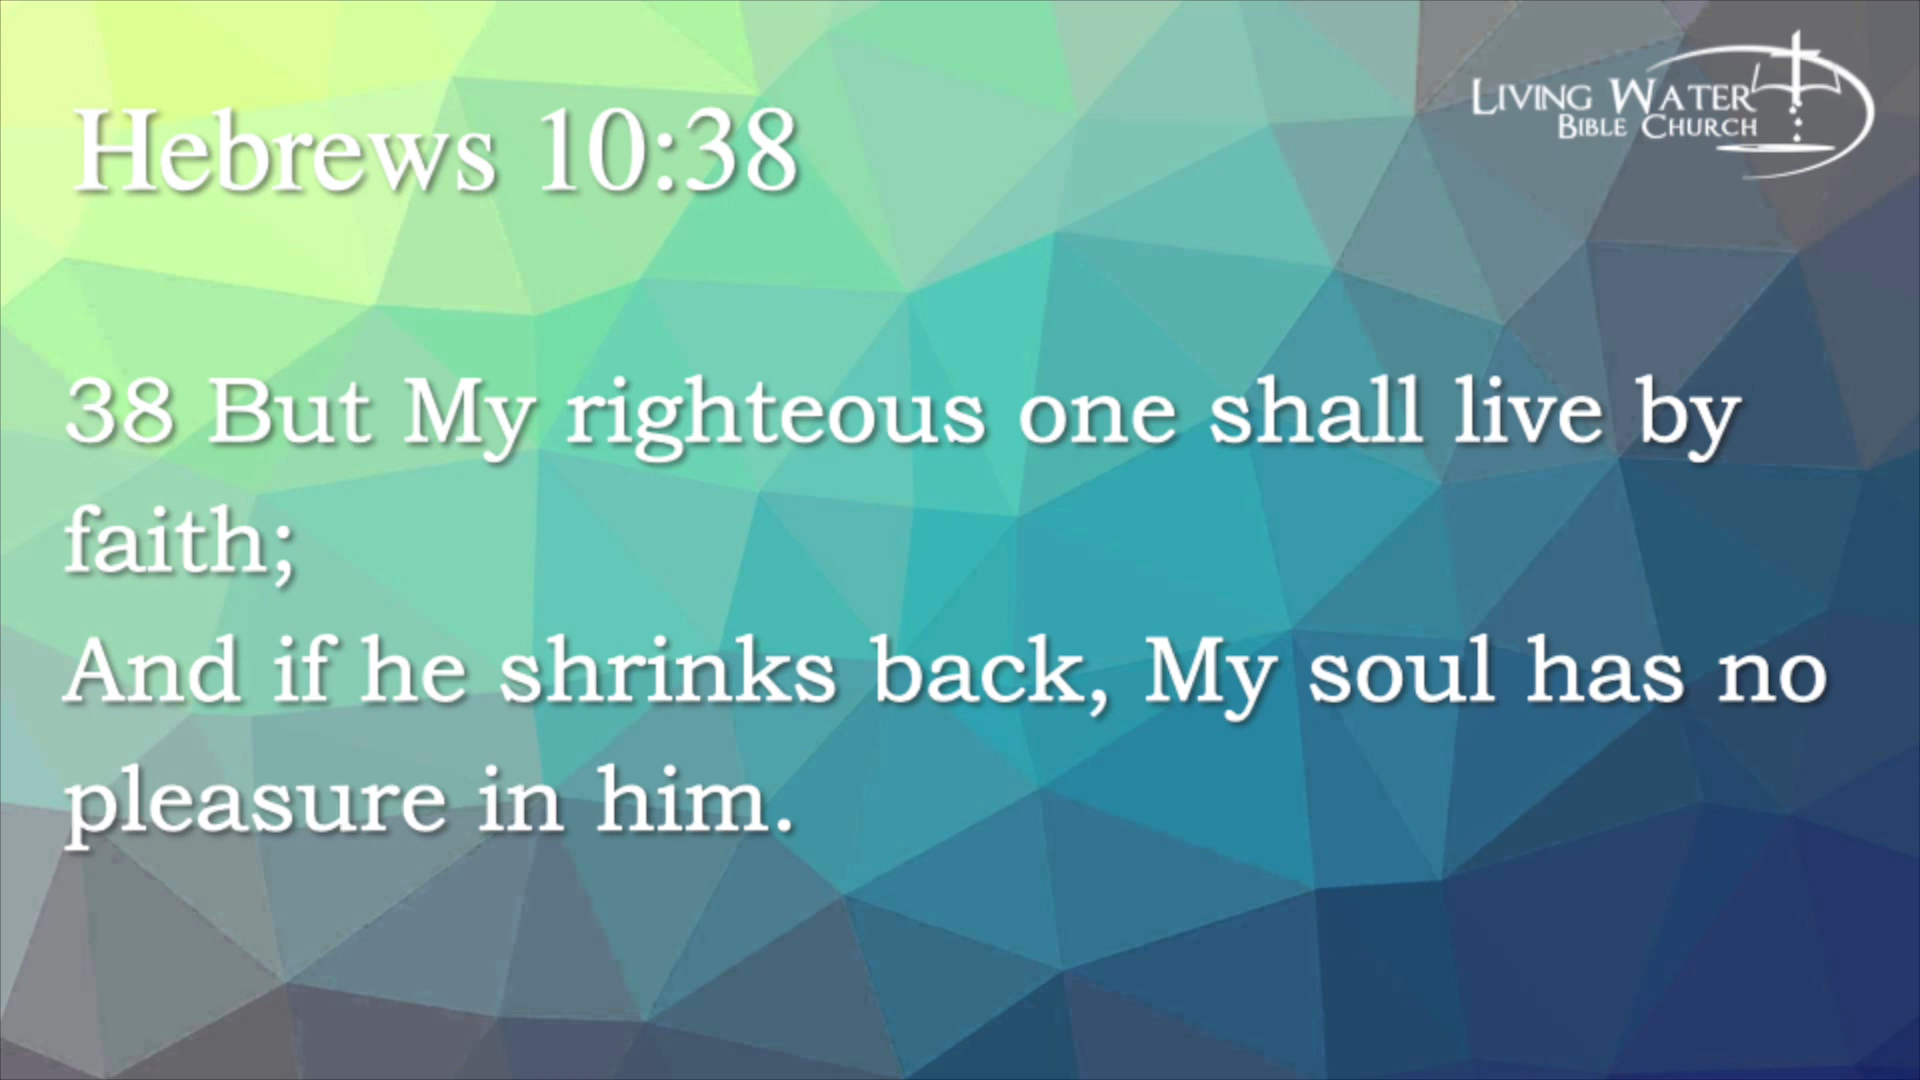 Hebrews 10:38
LIVING WATER
BIBLE CHURCH
38 But My righteous one shall live by
faith;
And if he shrinks back, My soul has no
pleasure in him.